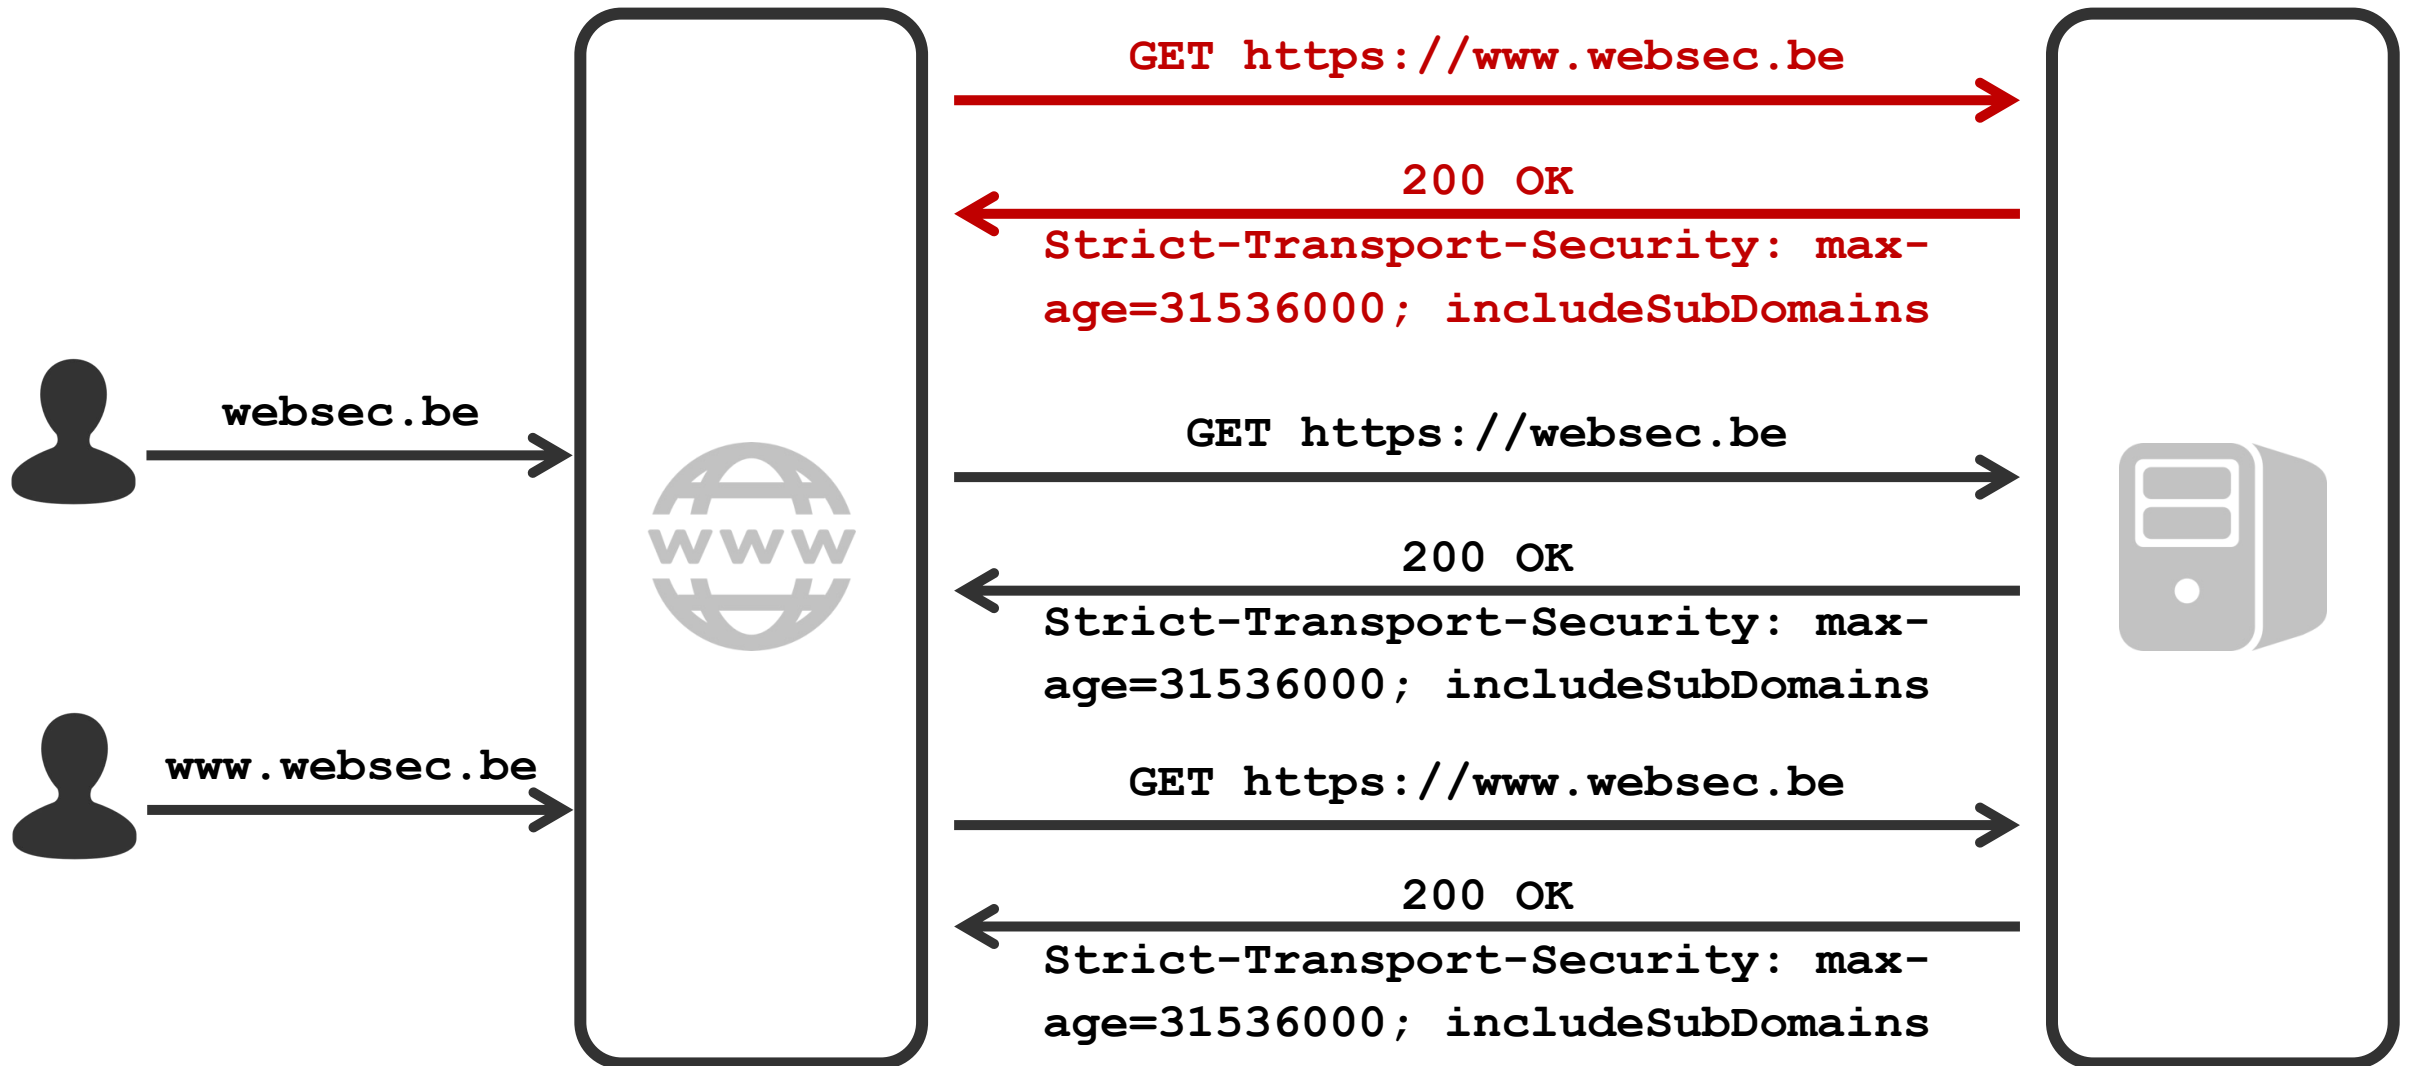 GET https://www.websec.be
200 OK
Strict-Transport-Security: max-
age=31536000; includeSubDomains
websec.be
GET https://websec.be
www
200 OK
Strict-Transport-Security: max-
age=31536000; includeSubDomains
www.websec.be
GET https://www.websec.be
200 OK
Strict-Transport-Security: max-
age=31536000; includeSubDomains